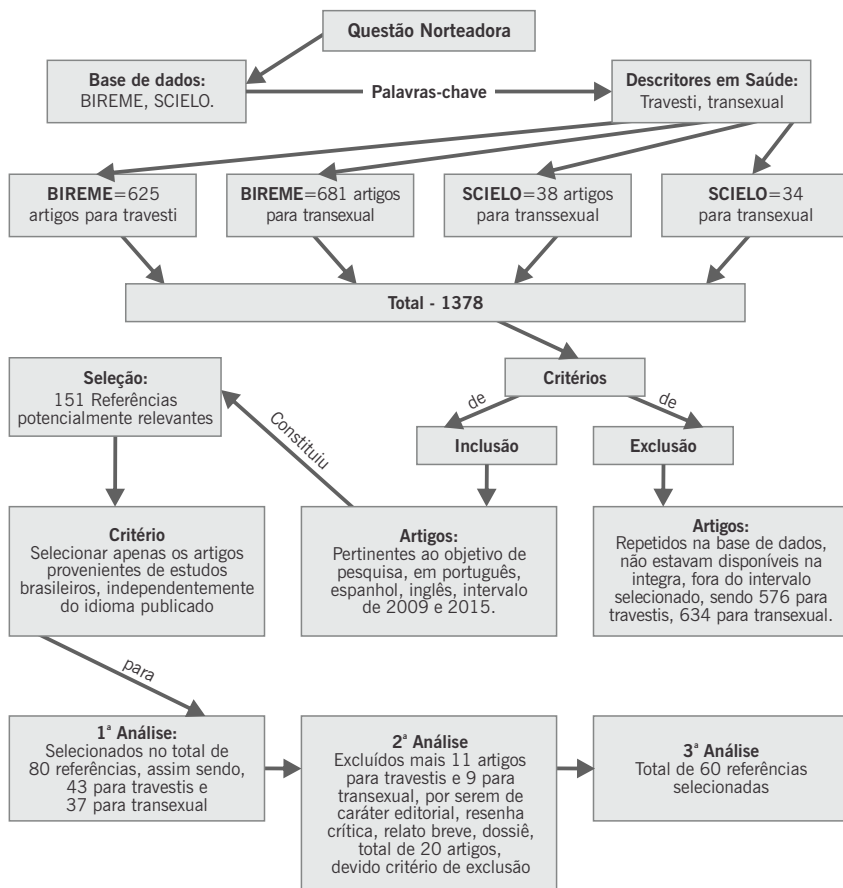 Questão Norteadora
Base de dados:
BIREME, SCIELO.
Palavras-chave
Descritores em Saúde:
Travesti, transexual
BIREME=625
artigos para travesti
BIREME=681 artigos
para transexual
SCIELO=38 artigos
para transsexual
SCIELO=34
para transexual
Total - 1378
Critérios
de
de
Inclusão
Exclusão
Artigos:
Pertinentes ao objetivo de
pesquisa, em português,
espanhol, inglês, intervalo
de 2009 e 2015.
Artigos:
Repetidos na base de dados,
não estavam disponíveis na
integra, fora do intervalo
selecionado, sendo 576 para
travestis, 634 para transexual.
Constituiu
Seleção:
151 Referências
potencialmente relevantes
Critério
Selecionar apenas os artigos
provenientes de estudos
brasileiros, independentemente
do idioma publicado
para
1ª Análise:
Selecionados no total de
80 referências, assim sendo,
43 para travestis e
37 para transexual
2ª Análise
Excluídos mais 11 artigos
para travestis e 9 para
transexual, por serem de
caráter editorial, resenha
crítica, relato breve, dossiê,
total de 20 artigos,
devido critério de exclusão
3ª Análise
Total de 60 referências
selecionadas